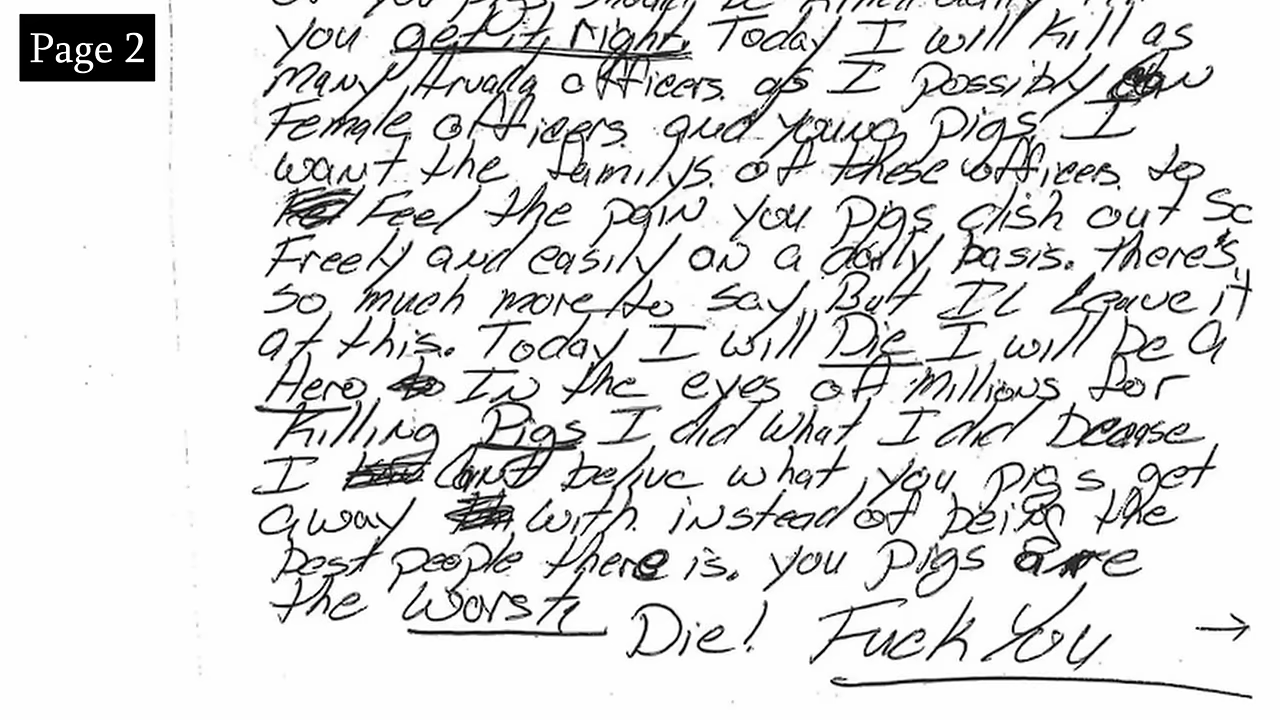 Page 2
you get it right. Today I will kill as
many Arvada officers as I possibly can
Female officers and young pigs I
want the familys of these officers to
Feel the pain you pigs dish out so
Freely and easily on a daily basis. there's
so much more to say But I'll Leave it
at this. Today I will Die I will be a
Hero In the eyes of millions for
killing Pigs I did what I did Becaase
I cant belive what you pigs get
away with instead of being the
best people there is. you pigs are
the worst
Die! Fuck You →